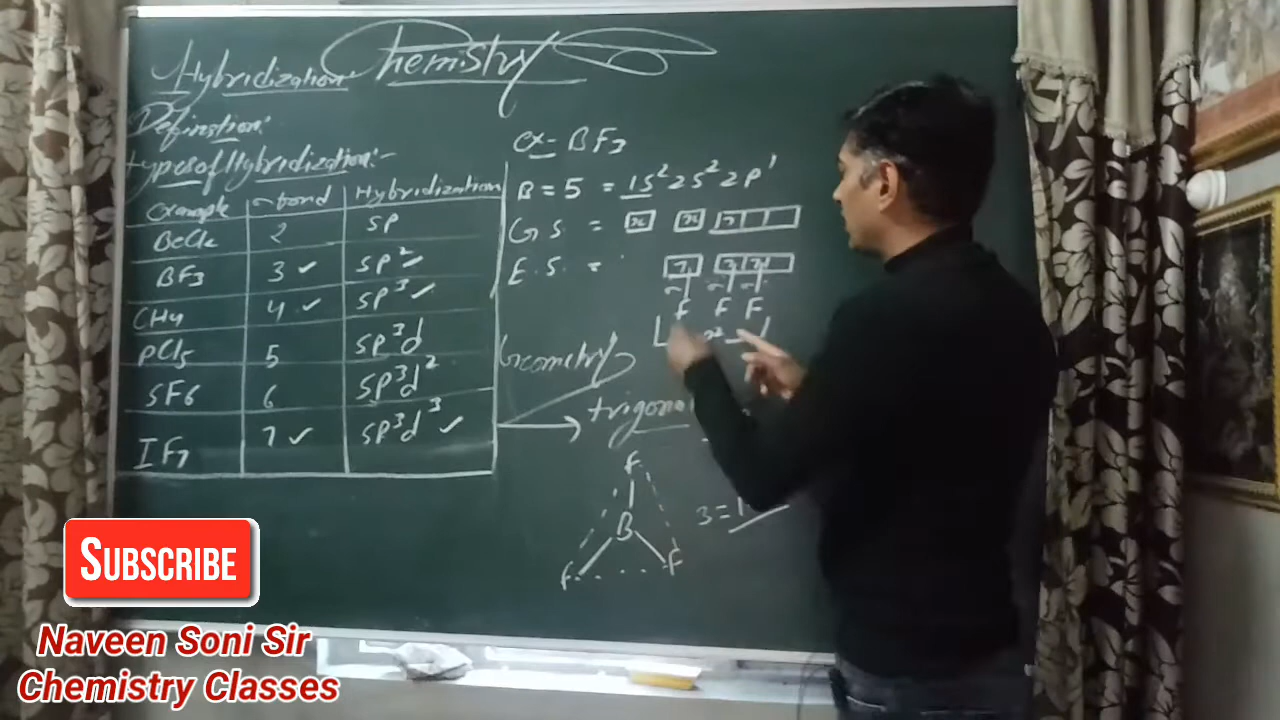 Hybridization Chemistry
Definition:
Types of Hybridization:-
example σ bond Hybridization
BeCl2 2 sp
BF3 3 ✓ sp² ✓
CH4 4 ✓ sp³ ✓
PCl5 5 sp³d
SF6 6 sp³d²
IF7 7 ✓ sp³d³ ✓
ex- BF3
B = 5 = 1s² 2s² 2p¹
G.S. =
E.S. =
F F F
Geometry
trigona
F
B
F F
3 = 1
SUBSCRIBE
Naveen Soni Sir
Chemistry Classes